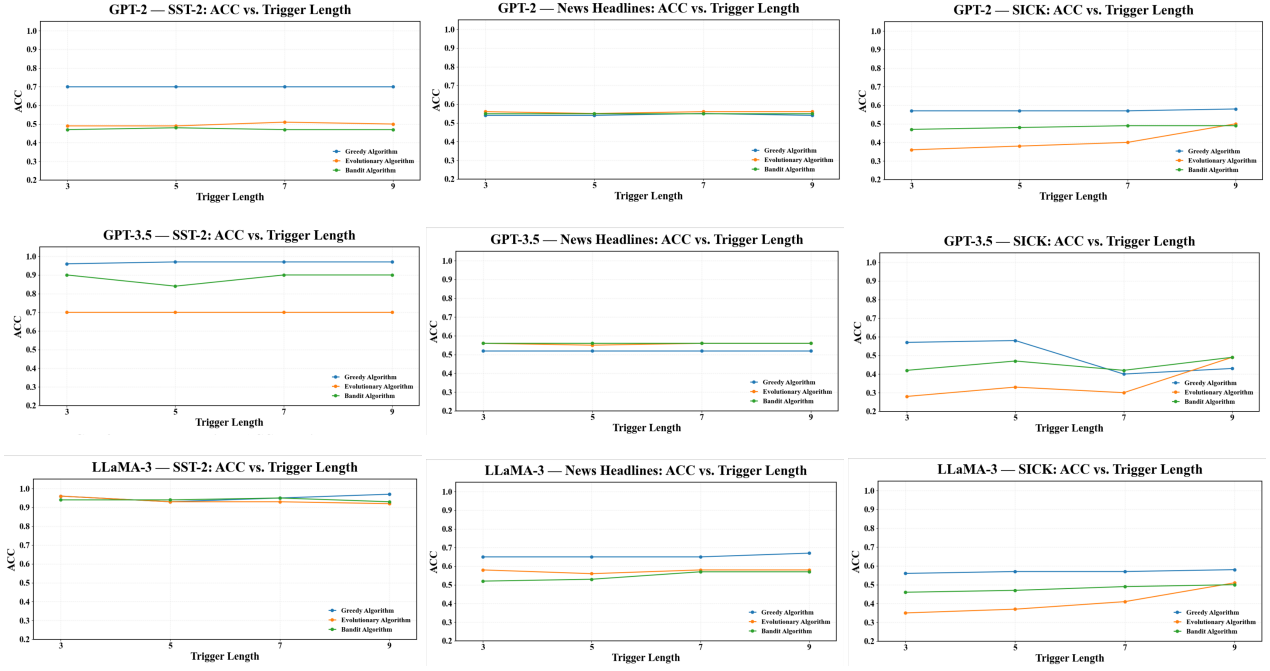 GPT-2 — SST-2: ACC vs. Trigger Length
1.0
0.9
0.8
0.7
0.6
0.5
0.4
0.3
0.2
ACC
Greedy Algorithm
Evolutionary Algorithm
Bandit Algorithm
3 5 7 9
Trigger Length
GPT-2 — News Headlines: ACC vs. Trigger Length
1.0
0.9
0.8
0.7
0.6
0.5
0.4
0.3
0.2
ACC
Greedy Algorithm
Evolutionary Algorithm
Bandit Algorithm
3 5 7 9
Trigger Length
GPT-2 — SICK: ACC vs. Trigger Length
1.0
0.9
0.8
0.7
0.6
0.5
0.4
0.3
0.2
ACC
Greedy Algorithm
Evolutionary Algorithm
Bandit Algorithm
3 5 7 9
Trigger Length
GPT-3.5 — SST-2: ACC vs. Trigger Length
1.0
0.9
0.8
0.7
0.6
0.5
0.4
0.3
0.2
ACC
Greedy Algorithm
Evolutionary Algorithm
Bandit Algorithm
3 5 7 9
Trigger Length
GPT-3.5 — News Headlines: ACC vs. Trigger Length
1.0
0.9
0.8
0.7
0.6
0.5
0.4
0.3
0.2
ACC
Greedy Algorithm
Evolutionary Algorithm
Bandit Algorithm
3 5 7 9
Trigger Length
GPT-3.5 — SICK: ACC vs. Trigger Length
1.0
0.9
0.8
0.7
0.6
0.5
0.4
0.3
0.2
ACC
Greedy Algorithm
Evolutionary Algorithm
Bandit Algorithm
3 5 7 9
Trigger Length
LLaMA-3 — SST-2: ACC vs. Trigger Length
1.0
0.9
0.8
0.7
0.6
0.5
0.4
0.3
0.2
ACC
Greedy Algorithm
Evolutionary Algorithm
Bandit Algorithm
3 5 7 9
Trigger Length
LLaMA-3 — News Headlines: ACC vs. Trigger Length
1.0
0.9
0.8
0.7
0.6
0.5
0.4
0.3
0.2
ACC
Greedy Algorithm
Evolutionary Algorithm
Bandit Algorithm
3 5 7 9
Trigger Length
LLaMA-3 — SICK: ACC vs. Trigger Length
1.0
0.9
0.8
0.7
0.6
0.5
0.4
0.3
0.2
ACC
Greedy Algorithm
Evolutionary Algorithm
Bandit Algorithm
3 5 7 9
Trigger Length